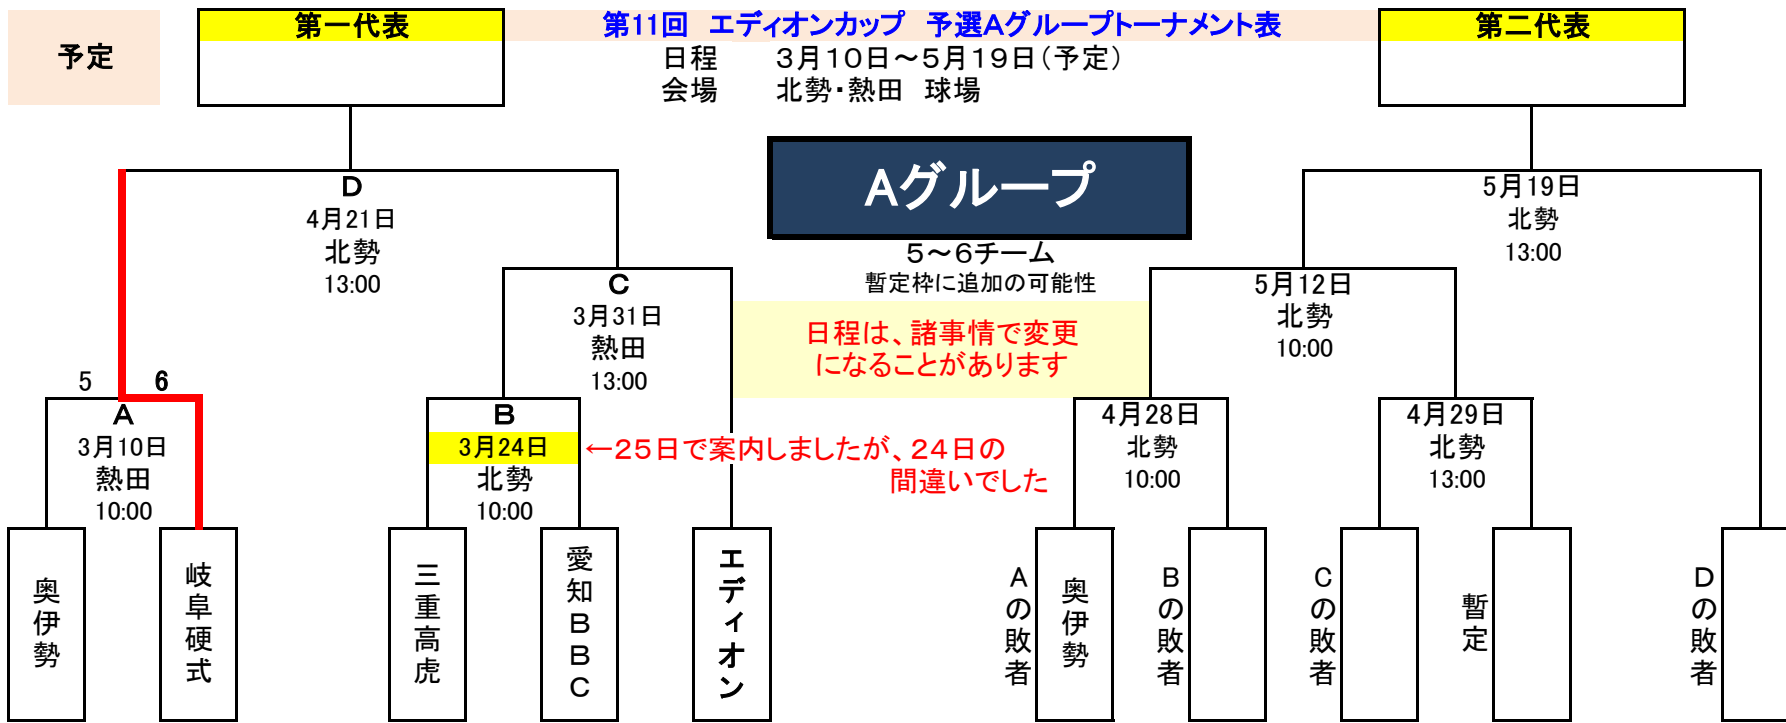 予定
第一代表
第11回 エディオンカップ 予選Aグループトーナメント表
第二代表
日程 3月10日～5月19日(予定)
会場 北勢・熱田 球場
Aグループ
5～6チーム
暫定枠に追加の可能性
日程は、諸事情で変更
になることがあります
D
4月21日
北勢
13:00
C
3月31日
熱田
13:00
5 6
A
3月10日
熱田
10:00
B
3月24日
北勢
10:00
←25日で案内しましたが、24日の
間違いでした
5月19日
北勢
13:00
5月12日
北勢
10:00
4月28日
北勢
10:00
4月29日
北勢
13:00
奥伊勢
岐阜硬式
三重高虎
愛知BBC
エディオン
Aの敗者
奥伊勢
Bの敗者
Cの敗者
暫定
Dの敗者